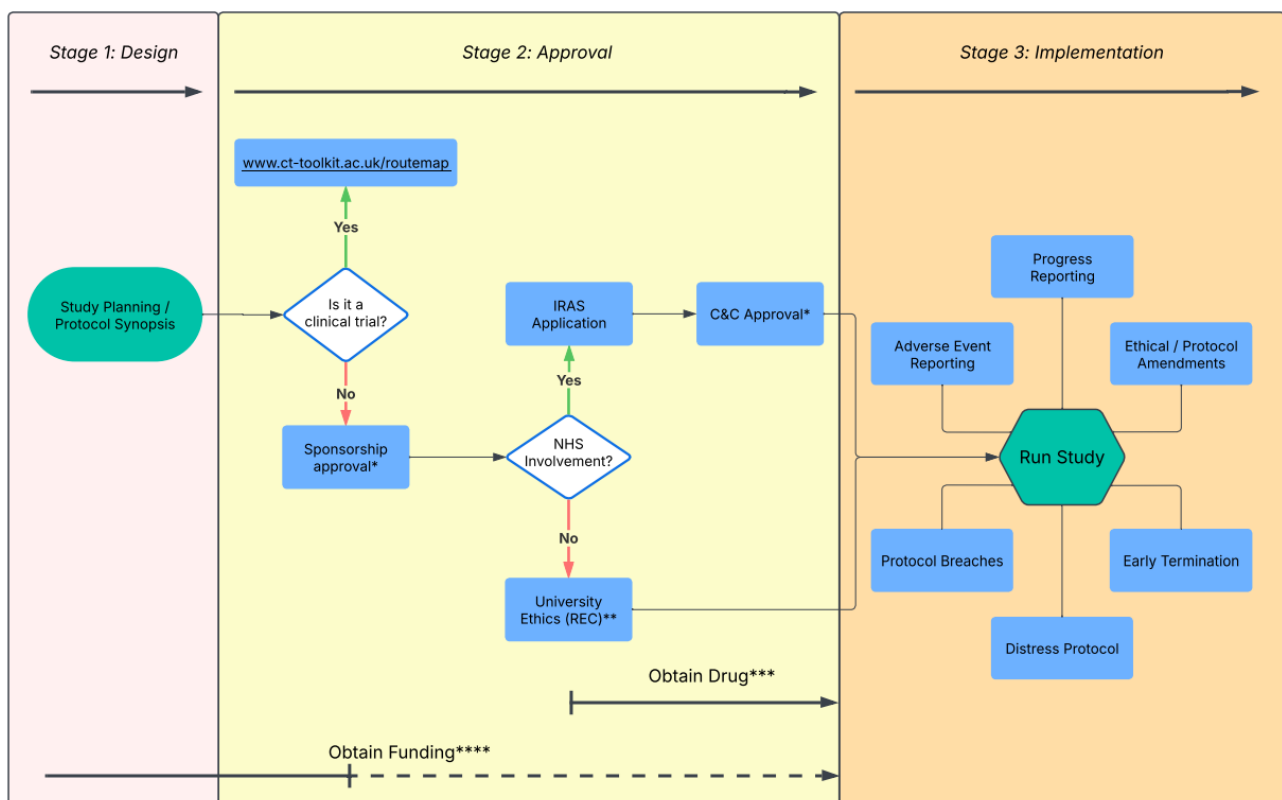 Stage 1: Design
Stage 2: Approval
Stage 3: Implementation
www.ct-toolkit.ac.uk/routemap
Yes
Study Planning /
Protocol Synopsis
Is it a
clinical trial?
No
Sponsorship
approval*
IRAS
Application
C&C Approval*
Yes
NHS
Involvement?
No
University
Ethics (REC)**
Progress
Reporting
Adverse Event
Reporting
Ethical / Protocol
Amendments
Run Study
Protocol Breaches
Early Termination
Distress Protocol
Obtain Drug***
Obtain Funding****